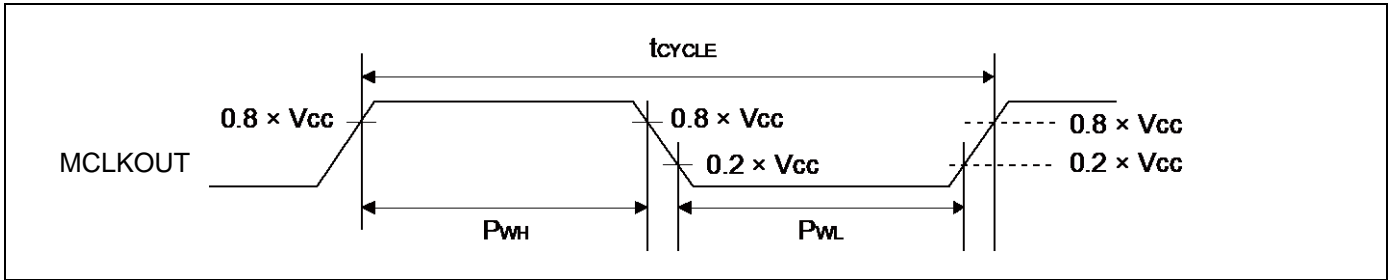 tCYCLE
0.8 × Vcc
0.8 × Vcc
0.8 × Vcc
MCLKOUT
0.2 × Vcc
0.2 × Vcc
PWH
PWL